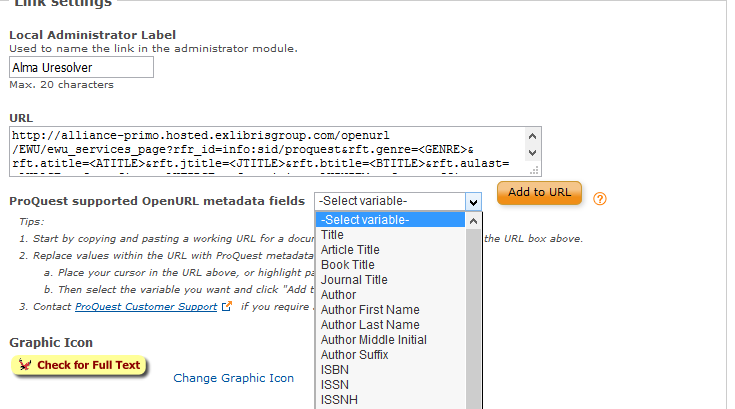 Link settings
Local Administrator Label
Used to name the link in the administrator module.
Alma Uresolver
Max. 20 characters
URL
http://alliance-primo.hosted.exlibrisgroup.com/openurl
/EWU/ewu_services_page?rfr_id=info:sid/proquest&rft.genre=<GENRE>&
rft.atitle=<ATITLE>&rft.jtitle=<JTITLE>&rft.btitle=<BTITLE>&rft.aulast=
ProQuest supported OpenURL metadata fields -Select variable- Add to URL ?
-Select variable-
Title
Article Title
Book Title
Journal Title
Author
Author First Name
Author Last Name
Author Middle Initial
Author Suffix
ISBN
ISSN
ISSNH
Tips:
1. Start by copying and pasting a working URL for a docu the URL box above.
2. Replace values within the URL with ProQuest metadata
a. Place your cursor in the URL above, or highlight pa
b. Then select the variable you want and click "Add t
3. Contact ProQuest Customer Support if you require
Graphic Icon
Check for Full Text
Change Graphic Icon